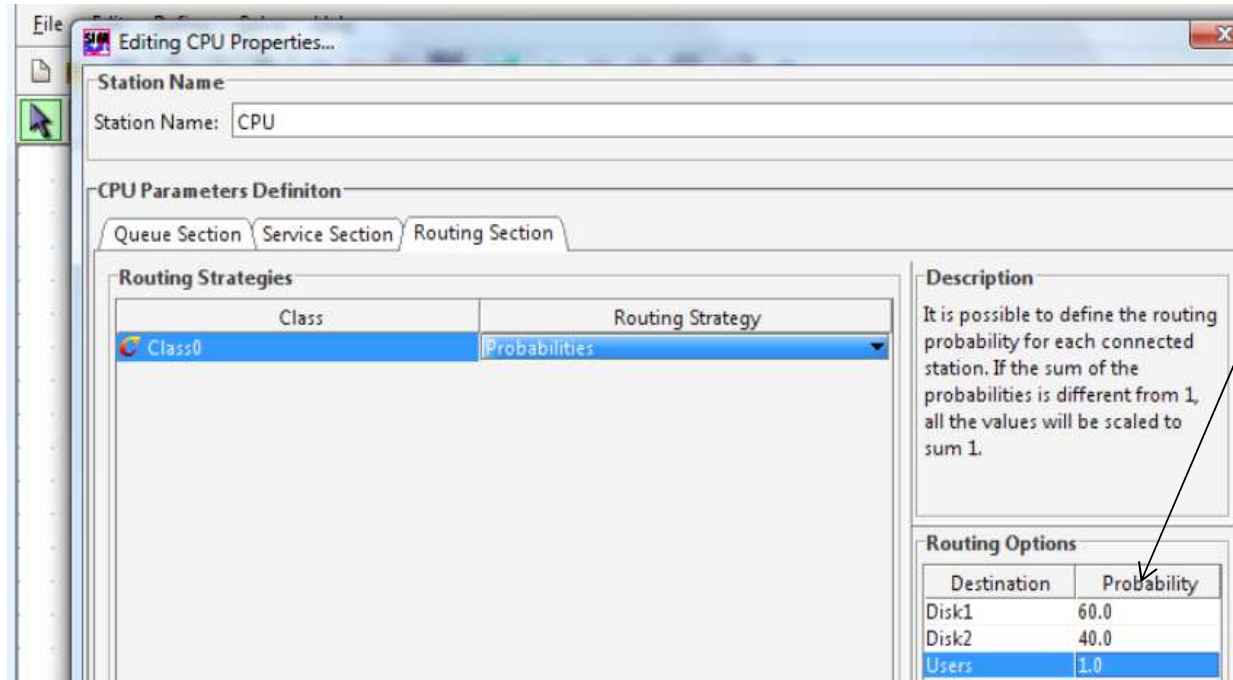 File
Editing CPU Properties...
Station Name
Station Name: CPU
CPU Parameters Definiton
Queue Section Service Section Routing Section
Routing Strategies
Class Routing Strategy
Class0 Probabilities
Description
It is possible to define the routing
probability for each connected
station. If the sum of the
probabilities is different from 1,
all the values will be scaled to
sum 1.
Routing Options
Destination Probability
Disk1 60.0
Disk2 40.0
Users 1.0